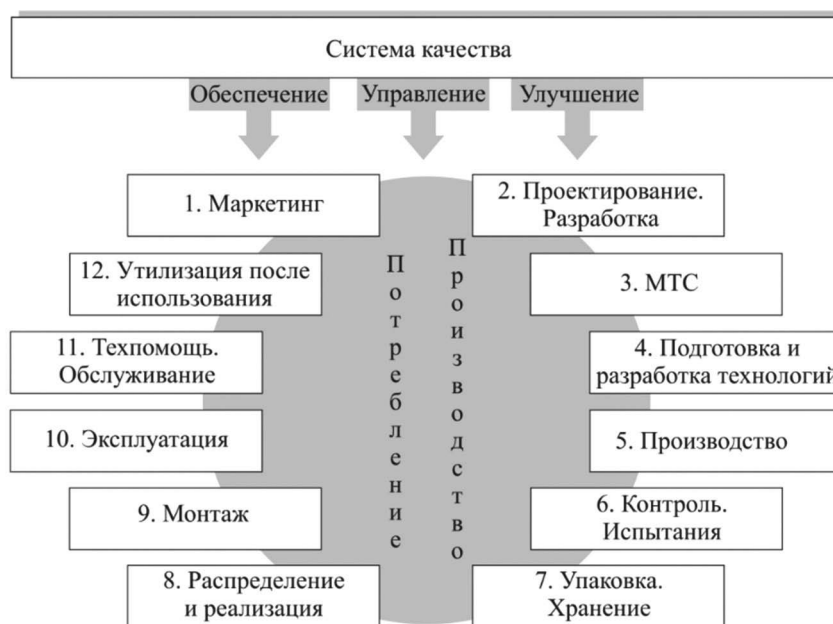 Система качества
Обеспечение
Управление
Улучшение
1. Маркетинг
2. Проектирование.
Разработка
12. Утилизация после
использования
3. МТС
11. Техпомощь.
Обслуживание
4. Подготовка и
разработка технологий
10. Эксплуатация
5. Производство
9. Монтаж
6. Контроль.
Испытания
8. Распределение
и реализация
7. Упаковка.
Хранение
Потребление
Производство